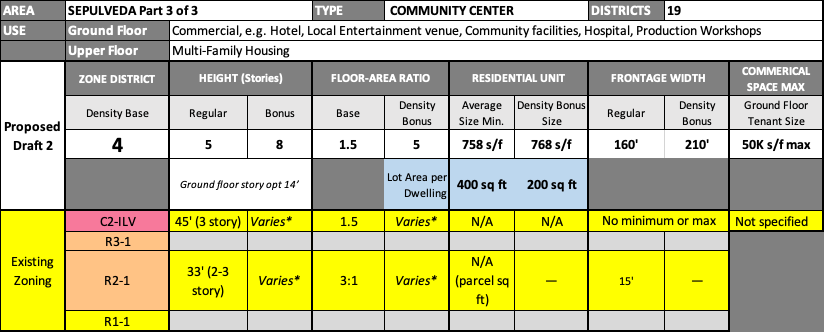 AREA SEPULVEDA Part 3 of 3 TYPE COMMUNITY CENTER DISTRICTS 19
USE Ground Floor Commercial, e.g. Hotel, Local Entertainment venue, Community facilities, Hospital, Production Workshops
Upper Floor Multi-Family Housing
ZONE DISTRICT HEIGHT (Stories) FLOOR-AREA RATIO RESIDENTIAL UNIT FRONTAGE WIDTH COMMERICAL
SPACE MAX
Proposed
Draft 2
Density Base Regular Bonus Base Density
Bonus Average
Size Min. Density Bonus
Size Regular Density
Bonus Ground Floor
Tenant Size
4 5 8 1.5 5 758 s/f 768 s/f 160' 210' 50K s/f max
Ground floor story opt 14' Lot Area per
Dwelling 400 sq ft 200 sq ft
Existing
Zoning
C2-ILV 45' (3 story) Varies* 1.5 Varies* N/A N/A No minimum or max Not specified
R3-1
R2-1 33' (2-3
story) Varies* 3:1 Varies* N/A
(parcel sq
ft) — 15' —
R1-1